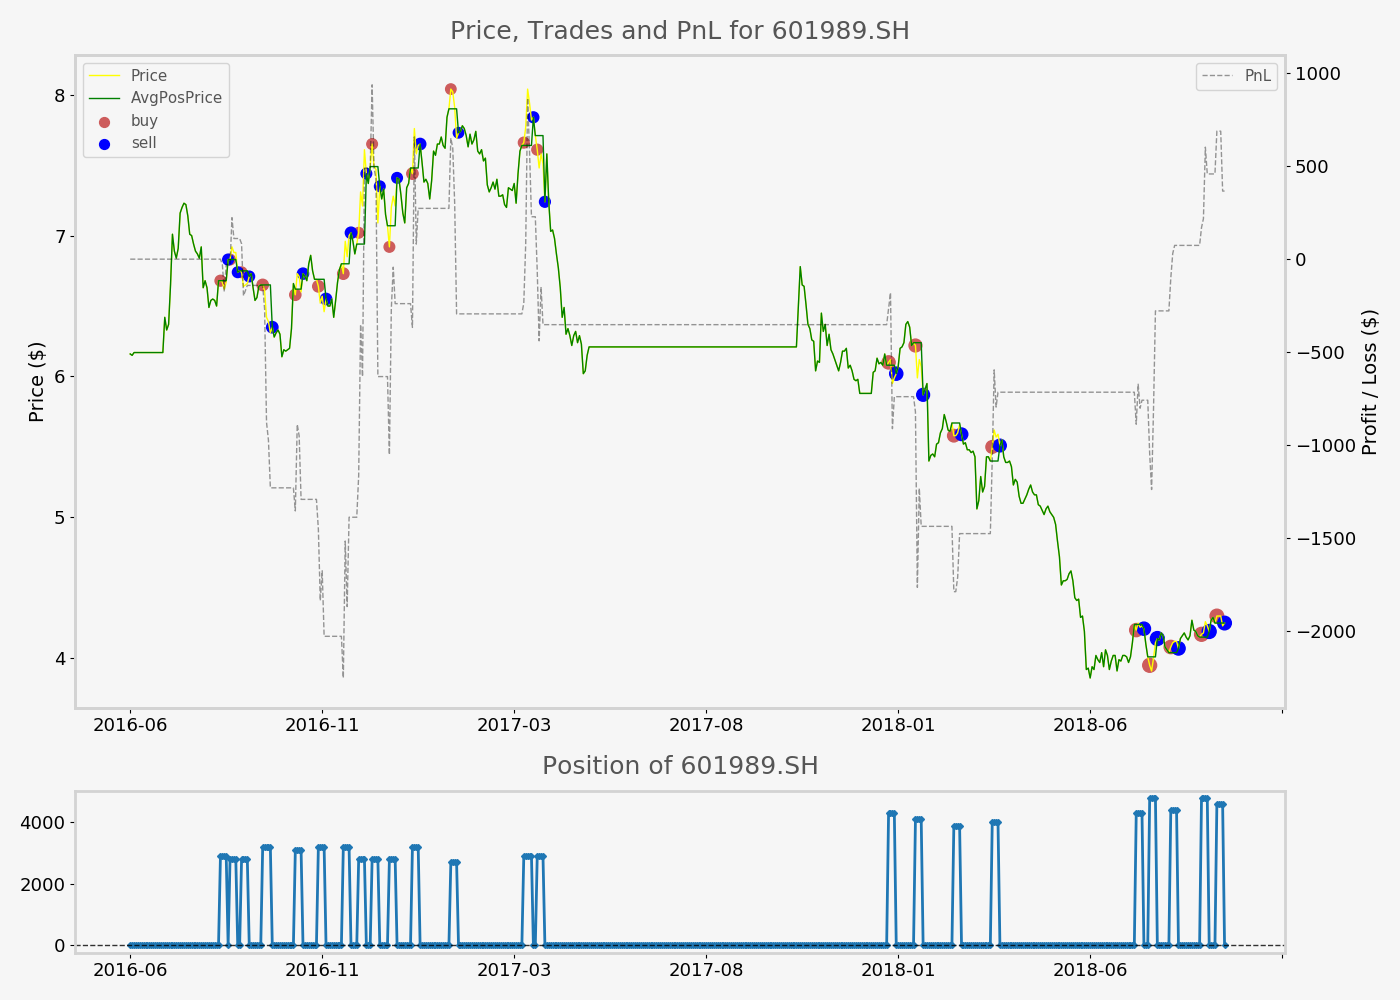 Price, Trades and PnL for 601989.SH
Price
AvgPosPrice
buy
sell
PnL
8
7
6
5
4
Price ($)
1000
500
0
−500
−1000
−1500
−2000
Profit / Loss ($)
2016-06 2016-11 2017-03 2017-08 2018-01 2018-06
Position of 601989.SH
4000
2000
0
2016-06 2016-11 2017-03 2017-08 2018-01 2018-06